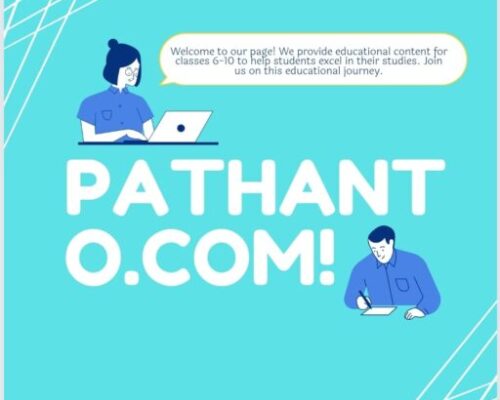 Welcome to our page! We provide educational content for
classes 6-10 to help students excel in their studies. Join
us on this educational journey.
PATHANT
O.COM!